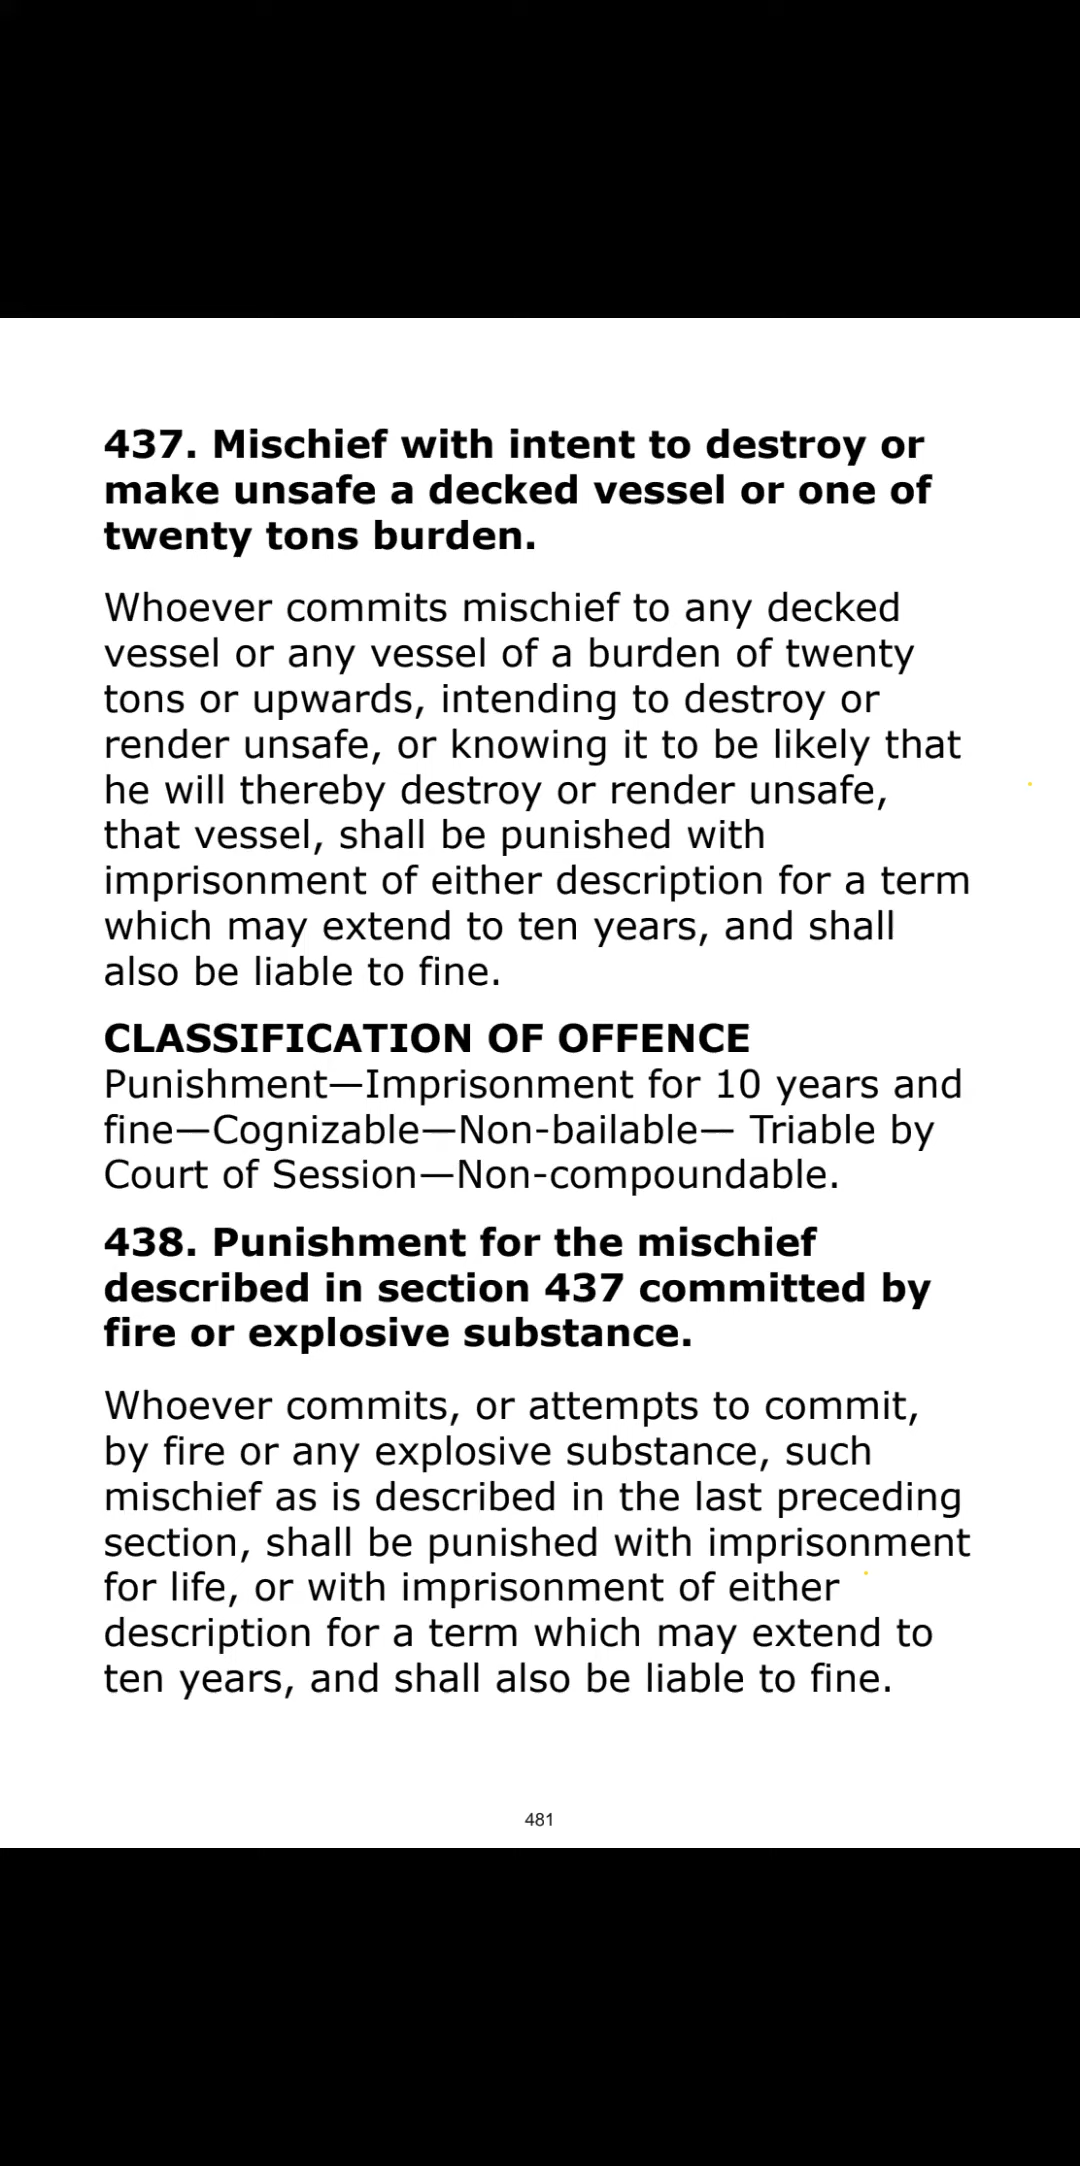 437. Mischief with intent to destroy or
make unsafe a decked vessel or one of
twenty tons burden.
Whoever commits mischief to any decked
vessel or any vessel of a burden of twenty
tons or upwards, intending to destroy or
render unsafe, or knowing it to be likely that
he will thereby destroy or render unsafe,
that vessel, shall be punished with
imprisonment of either description for a term
which may extend to ten years, and shall
also be liable to fine.
CLASSIFICATION OF OFFENCE
Punishment—Imprisonment for 10 years and
fine—Cognizable—Non-bailable— Triable by
Court of Session—Non-compoundable.
438. Punishment for the mischief
described in section 437 committed by
fire or explosive substance.
Whoever commits, or attempts to commit,
by fire or any explosive substance, such
mischief as is described in the last preceding
section, shall be punished with imprisonment
for life, or with imprisonment of either
description for a term which may extend to
ten years, and shall also be liable to fine.
481